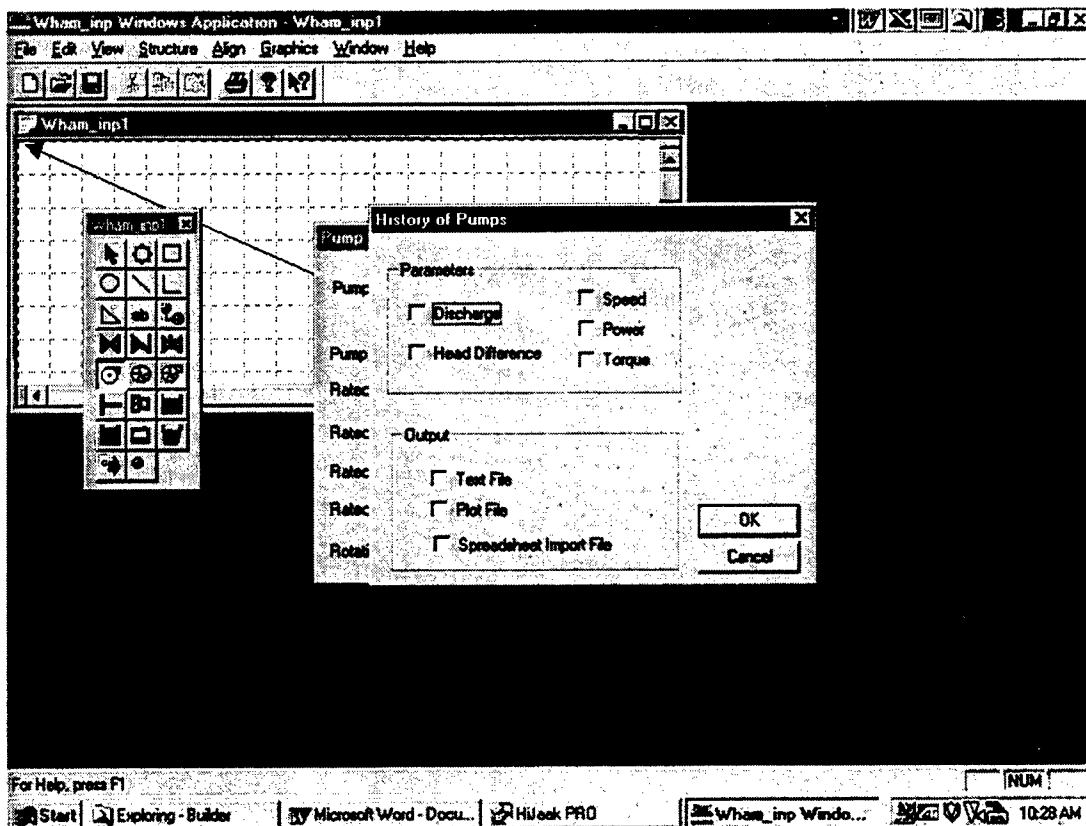 Wham_inp Windows Application - Wham_inp1
File Edit View Structure Align Graphics Window Help
Wham_inp1
Wham_inp1
ab
Pump
Pump
Pump
Ratec
Ratec
Ratec
Ratec
Rotati
History of Pumps
Parameters
Discharge
Head Difference
Speed
Power
Torque
Output
Text File
Plot File
Spreadsheet Import File
OK
Cancel
For Help, press F1
NUM
Start
Exploring - Builder
Microsoft Word - Docu...
HiJaak PRO
Wham_inp Windo...
10:28 AM